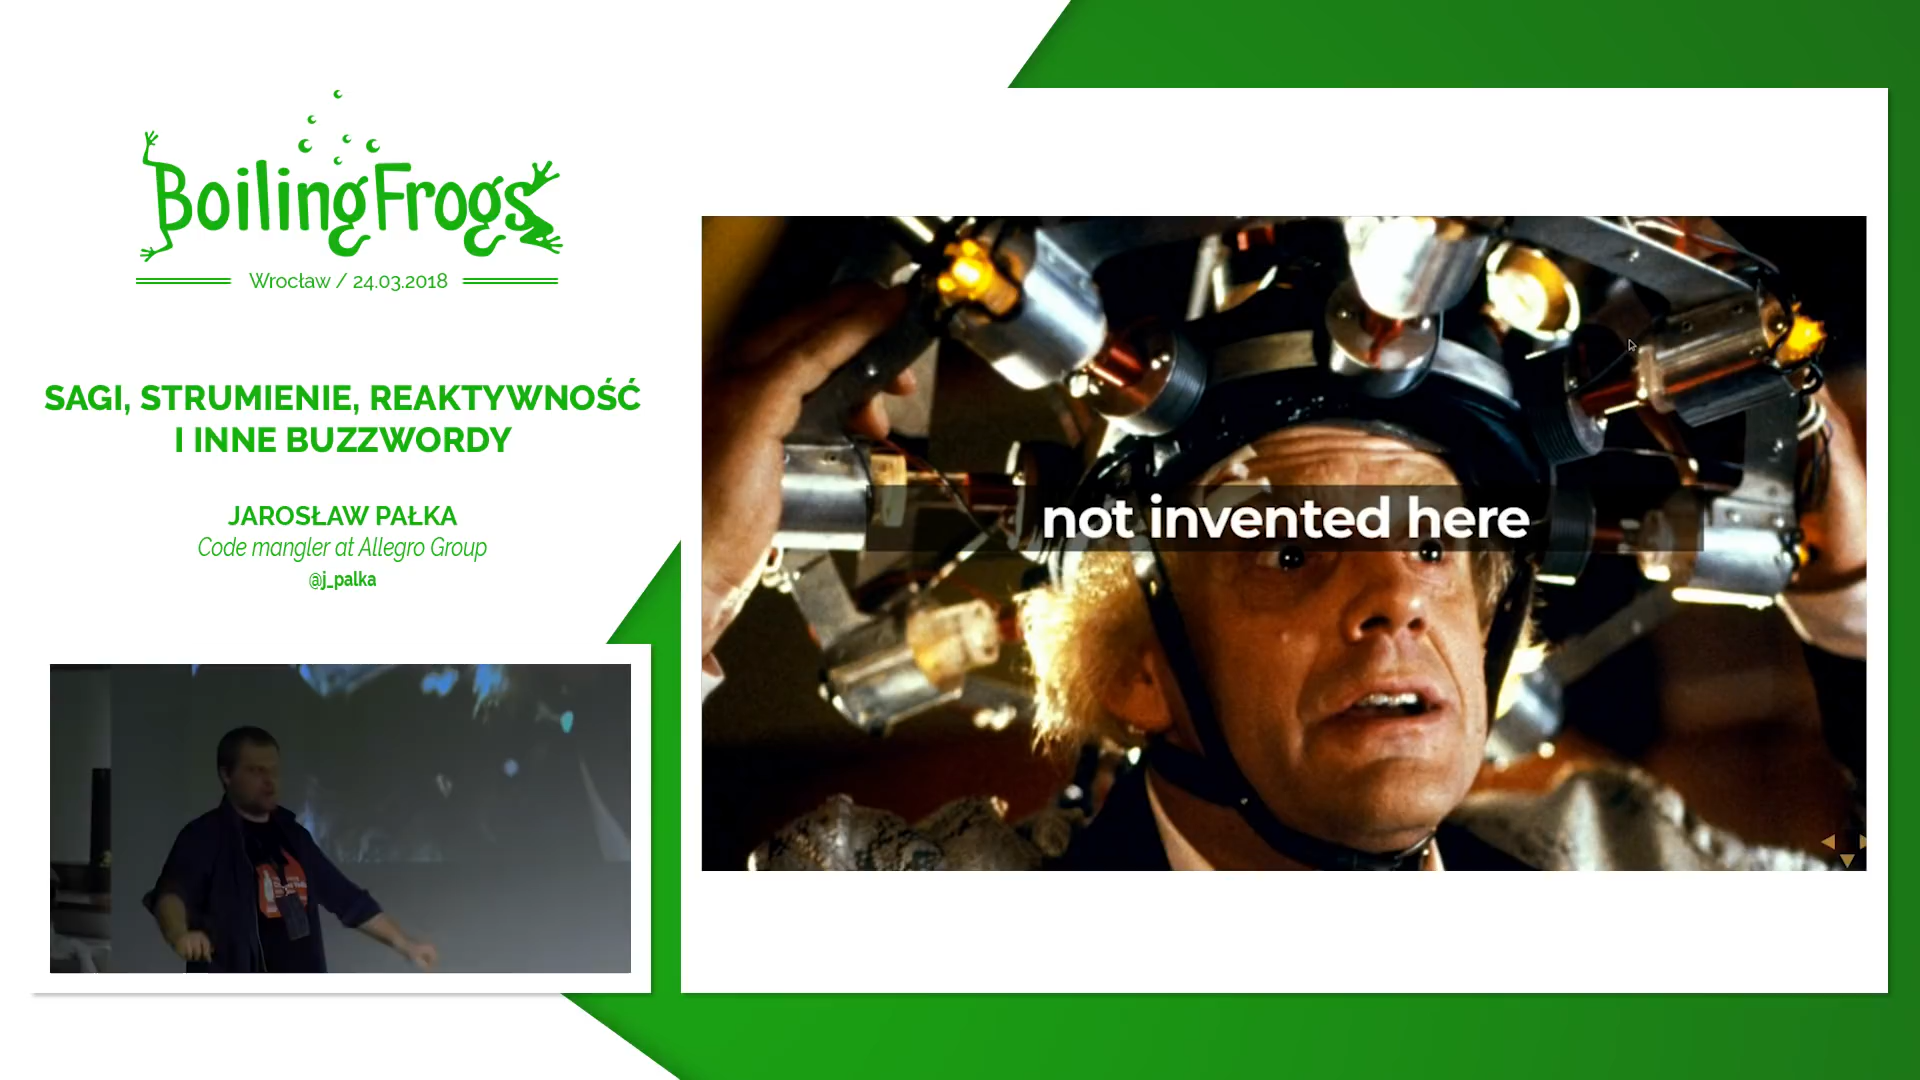 BoilingFrogs
Wrocław / 24.03.2018
SAGI, STRUMIENIE, REAKTYWNOŚĆ
I INNE BUZZWORDY
JAROSŁAW PAŁKA
Code mangler at Allegro Group
@j_palka
not invented here